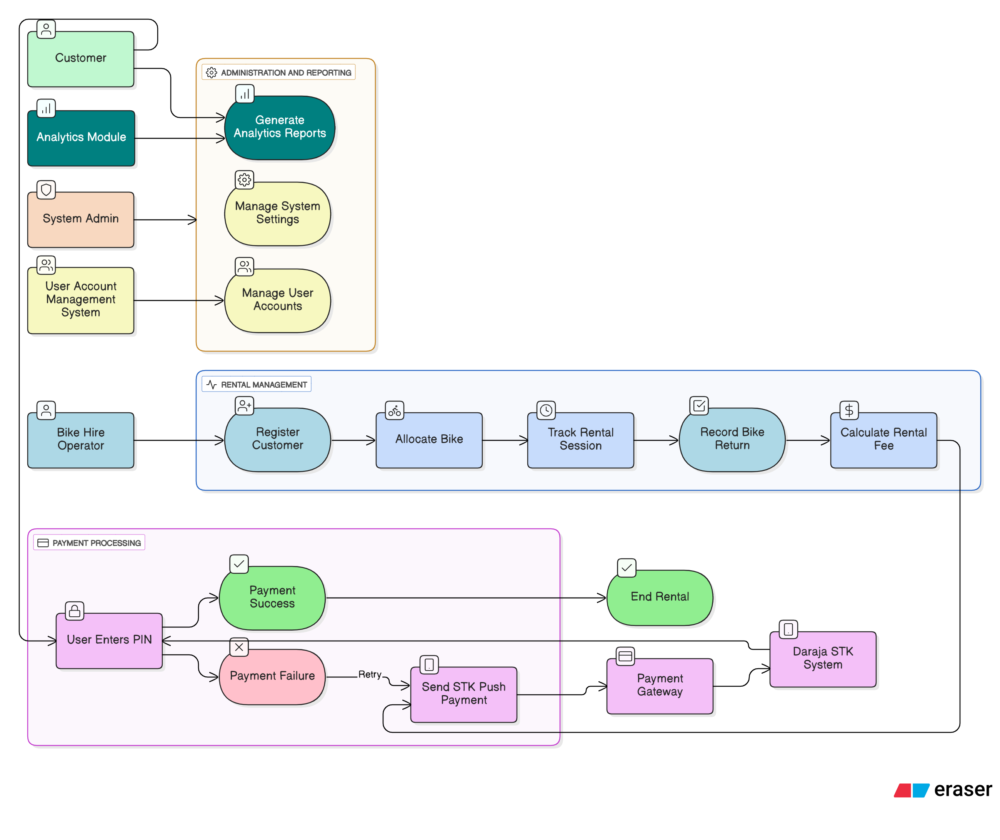 Customer
ADMINISTRATION AND REPORTING
Generate
Analytics Reports
Analytics Module
System Admin
Manage System
Settings
User Account
Management
System
Manage User
Accounts
RENTAL MANAGEMENT
Bike Hire
Operator
Register
Customer
Allocate Bike
Track Rental
Session
Record Bike
Return
Calculate Rental
Fee
PAYMENT PROCESSING
User Enters PIN
Payment
Success
End Rental
Payment Failure
Retry
Send STK Push
Payment
Payment
Gateway
Daraja STK
System
eraser